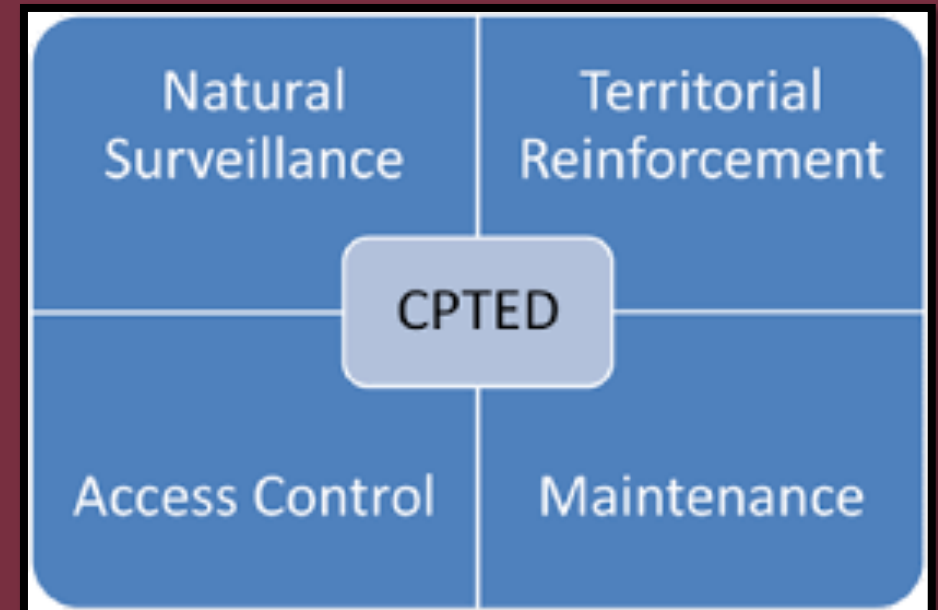 Natural
Surveillance
Territorial
Reinforcement
CPTED
Access Control
Maintenance